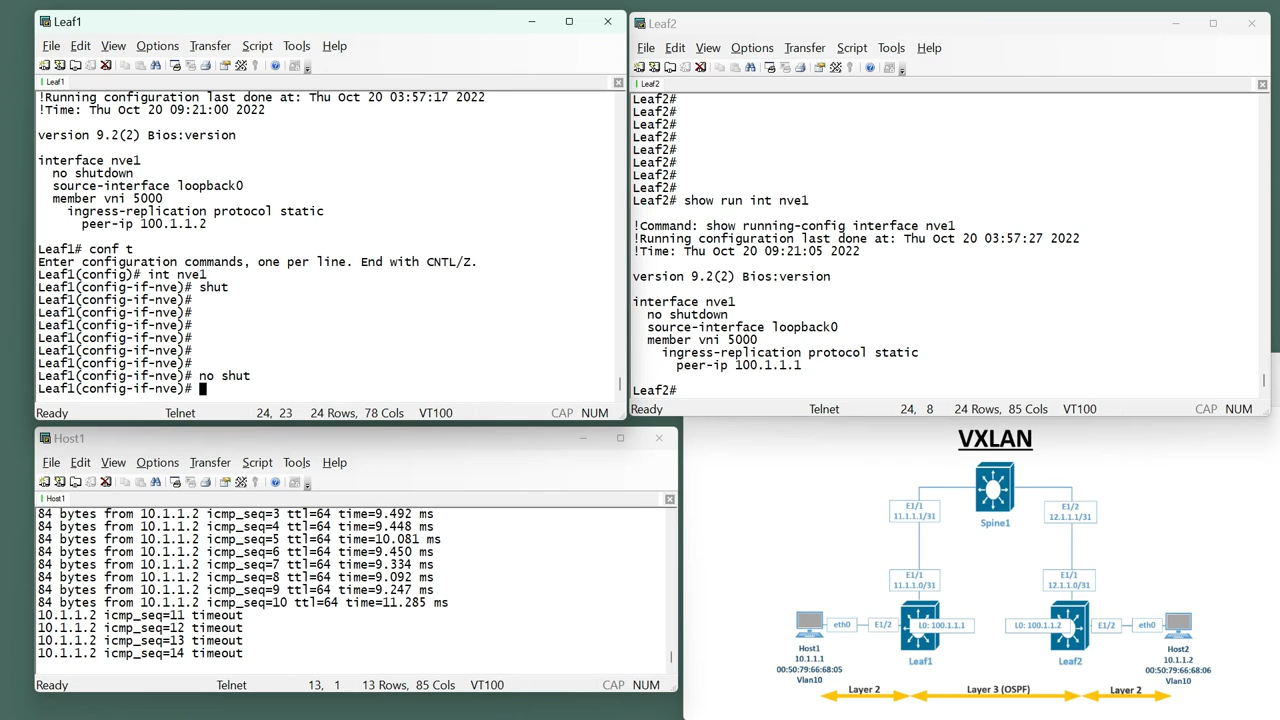 Leaf1
File Edit View Options Transfer Script Tools Help
Leaf1
!Running configuration last done at: Thu Oct 20 03:57:17 2022
!Time: Thu Oct 20 09:21:00 2022
version 9.2(2) Bios:version
interface nve1
no shutdown
source-interface loopback0
member vni 5000
ingress-replication protocol static
peer-ip 100.1.1.2
Leaf1# conf t
Enter configuration commands, one per line. End with CNTL/Z.
Leaf1(config)# int nve1
Leaf1(config-if-nve)# shut
Leaf1(config-if-nve)#
Leaf1(config-if-nve)#
Leaf1(config-if-nve)#
Leaf1(config-if-nve)#
Leaf1(config-if-nve)#
Leaf1(config-if-nve)#
Leaf1(config-if-nve)# no shut
Leaf1(config-if-nve)#
Ready Telnet 24, 23 24 Rows, 78 Cols VT100 CAP NUM
Leaf2
File Edit View Options Transfer Script Tools Help
Leaf2
Leaf2#
Leaf2#
Leaf2#
Leaf2#
Leaf2#
Leaf2#
Leaf2#
Leaf2#
Leaf2# show run int nve1
!Command: show running-config interface nve1
!Running configuration last done at: Thu Oct 20 03:57:27 2022
!Time: Thu Oct 20 09:21:05 2022
version 9.2(2) Bios:version
interface nve1
no shutdown
source-interface loopback0
member vni 5000
ingress-replication protocol static
peer-ip 100.1.1.1
Leaf2#
Ready Telnet 24, 8 24 Rows, 85 Cols VT100 CAP NUM
Host1
File Edit View Options Transfer Script Tools Help
Host1
84 bytes from 10.1.1.2 icmp_seq=3 ttl=64 time=9.492 ms
84 bytes from 10.1.1.2 icmp_seq=4 ttl=64 time=9.448 ms
84 bytes from 10.1.1.2 icmp_seq=5 ttl=64 time=10.081 ms
84 bytes from 10.1.1.2 icmp_seq=6 ttl=64 time=9.450 ms
84 bytes from 10.1.1.2 icmp_seq=7 ttl=64 time=9.334 ms
84 bytes from 10.1.1.2 icmp_seq=8 ttl=64 time=9.092 ms
84 bytes from 10.1.1.2 icmp_seq=9 ttl=64 time=9.247 ms
84 bytes from 10.1.1.2 icmp_seq=10 ttl=64 time=11.285 ms
10.1.1.2 icmp_seq=11 timeout
10.1.1.2 icmp_seq=12 timeout
10.1.1.2 icmp_seq=13 timeout
10.1.1.2 icmp_seq=14 timeout
Ready Telnet 13, 1 13 Rows, 85 Cols VT100 CAP NUM
VXLAN
E1/1
11.1.1.1/31
E1/2
12.1.1.1/31
Spine1
E1/1
11.1.1.0/31
E1/1
12.1.1.0/31
eth0
E1/2
L0: 100.1.1.1
L0: 100.1.1.2
E1/2
eth0
Host1
10.1.1.1
00:50:79:66:68:05
Vlan10
Leaf1
Leaf2
Host2
10.1.1.2
00:50:79:66:68:06
Vlan10
Layer 2
Layer 3 (OSPF)
Layer 2